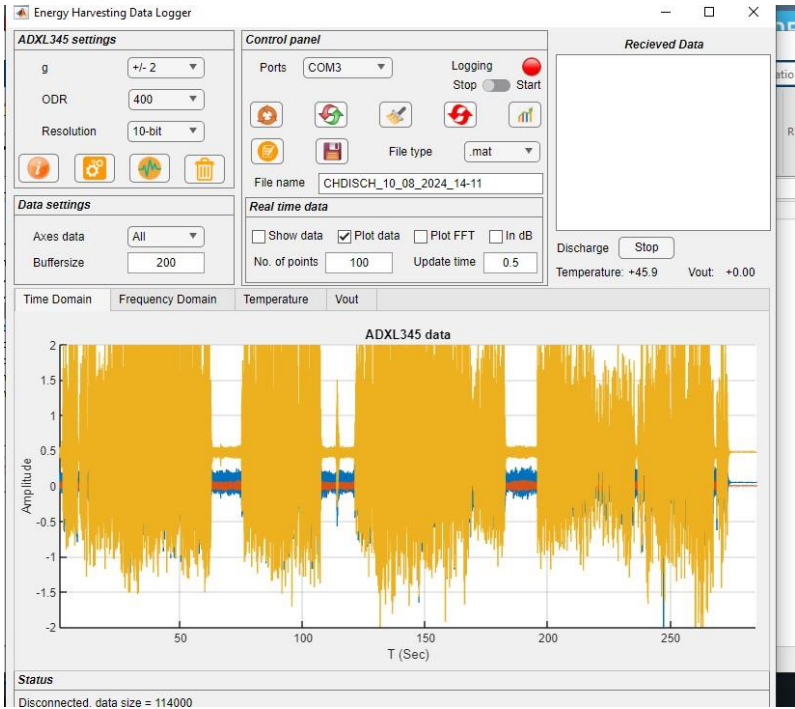 Energy Harvesting Data Logger
ADXL345 settings
g +/- 2
ODR 400
Resolution 10-bit
Data settings
Axes data All
Buffersize 200
Control panel
Ports COM3 Logging
Stop Start
File type .mat
File name CHDISCH_10_08_2024_14-11
Real time data
Show data Plot data Plot FFT In dB
No. of points 100 Update time 0.5
Recieved Data
Discharge Stop
Temperature: +45.9 Vout: +0.00
Time Domain Frequency Domain Temperature Vout
ADXL345 data
2
1.5
1
0.5
0
-0.5
-1
-1.5
-2
Amplitude
50 100 150 200 250
T (Sec)
Status
Disconnected, data size = 114000